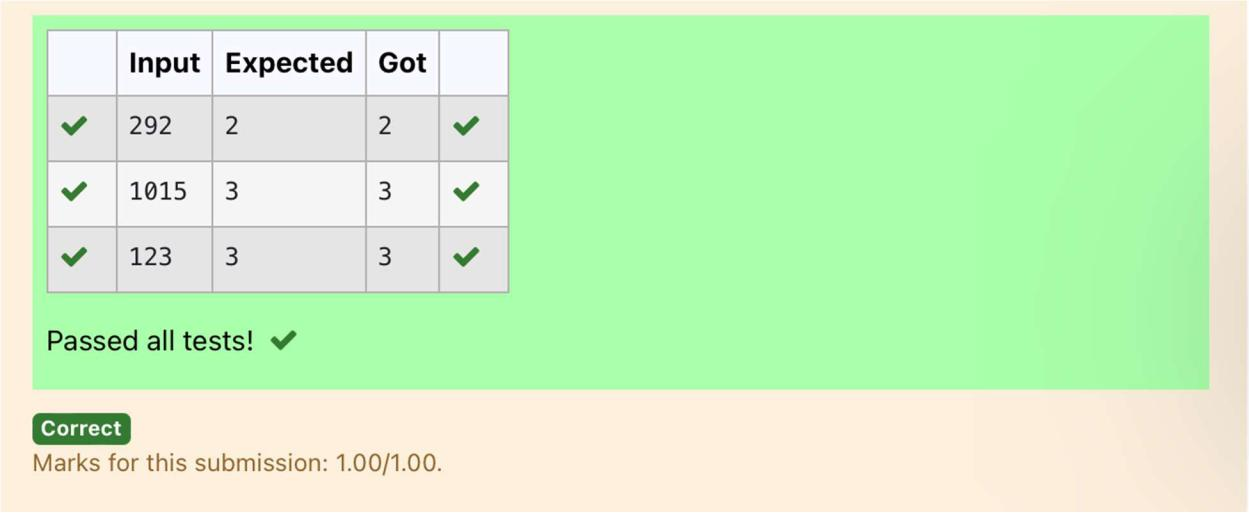 Input Expected Got
292 2 2
1015 3 3
123 3 3
Passed all tests!
Correct
Marks for this submission: 1.00/1.00.